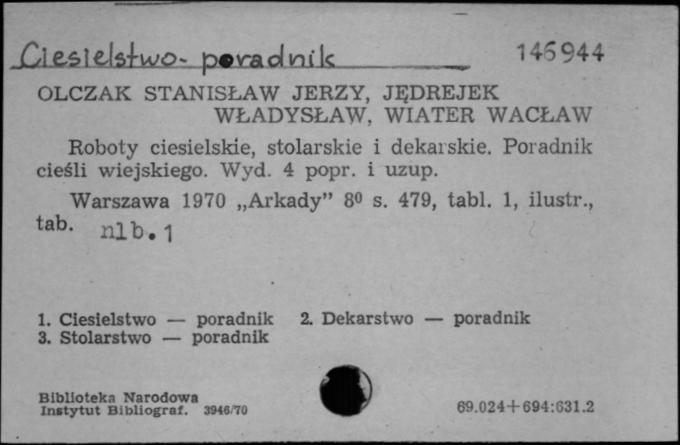 Ciesielstwo- poradnik 146944
OLCZAK STANISŁAW JERZY, JĘDREJEK
WŁADYSŁAW, WIATER WACŁAW
Roboty ciesielskie, stolarskie i dekarskie. Poradnik
cieśli wiejskiego. Wyd. 4 popr. i uzup.
Warszawa 1970 „Arkady” 8⁰ s. 479, tabl. 1, ilustr.,
tab. nlb. 1
1. Ciesielstwo — poradnik 2. Dekarstwo — poradnik
3. Stolarstwo — poradnik
Biblioteka Narodowa
Instytut Bibliograf. 3946/70 69.024+694:631.2